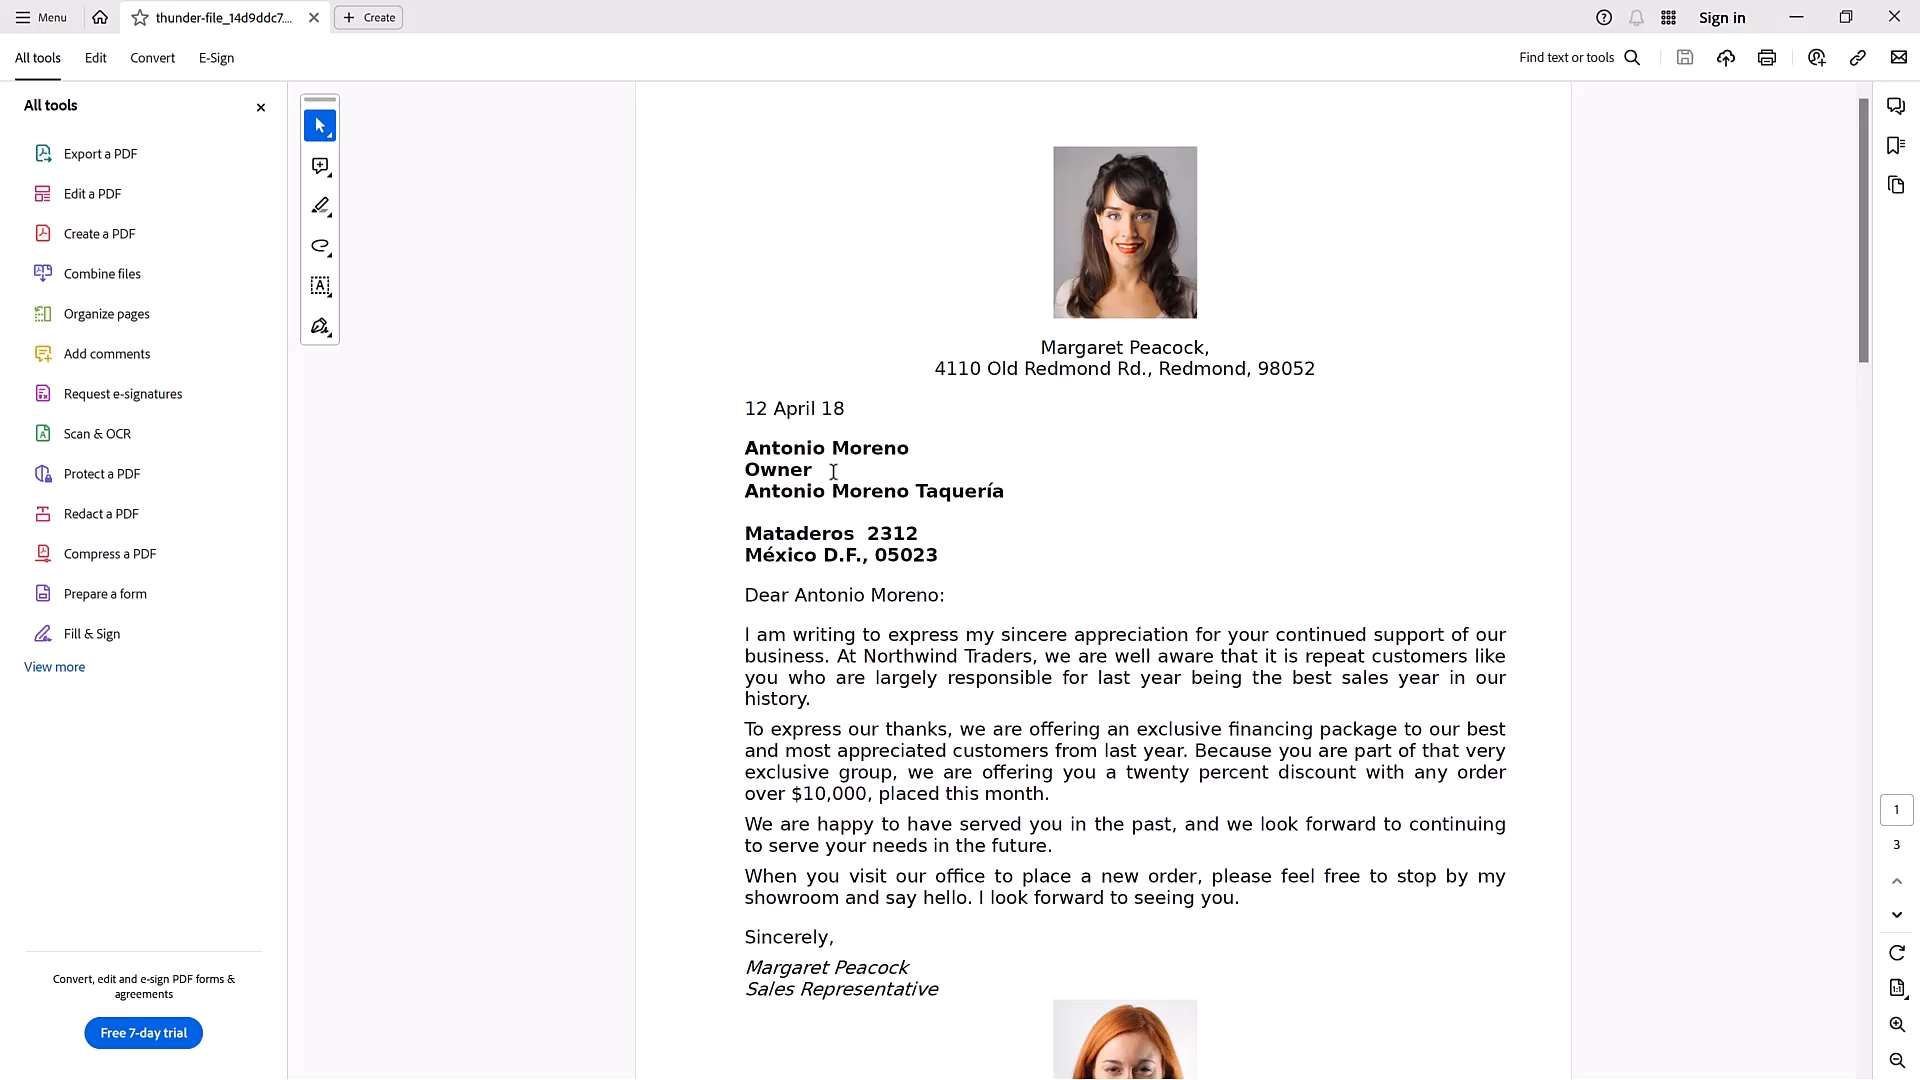 Menu
thunder-file_14d9ddc7...
Create
Sign in
All tools
Edit
Convert
E-Sign
Find text or tools
All tools
Export a PDF
Edit a PDF
Create a PDF
Combine files
Organize pages
Add comments
Request e-signatures
Scan & OCR
Protect a PDF
Redact a PDF
Compress a PDF
Prepare a form
Fill & Sign
View more
Convert, edit and e-sign PDF forms &
agreements
Free 7-day trial
Margaret Peacock,
4110 Old Redmond Rd., Redmond, 98052
12 April 18
Antonio Moreno
Owner
Antonio Moreno Taquería
Mataderos  2312
México D.F., 05023
Dear Antonio Moreno:
I am writing to express my sincere appreciation for your continued support of our
business. At Northwind Traders, we are well aware that it is repeat customers like
you who are largely responsible for last year being the best sales year in our
history.
To express our thanks, we are offering an exclusive financing package to our best
and most appreciated customers from last year. Because you are part of that very
exclusive group, we are offering you a twenty percent discount with any order
over $10,000, placed this month.
We are happy to have served you in the past, and we look forward to continuing
to serve your needs in the future.
When you visit our office to place a new order, please feel free to stop by my
showroom and say hello. I look forward to seeing you.
Sincerely,
Margaret Peacock
Sales Representative
1
3